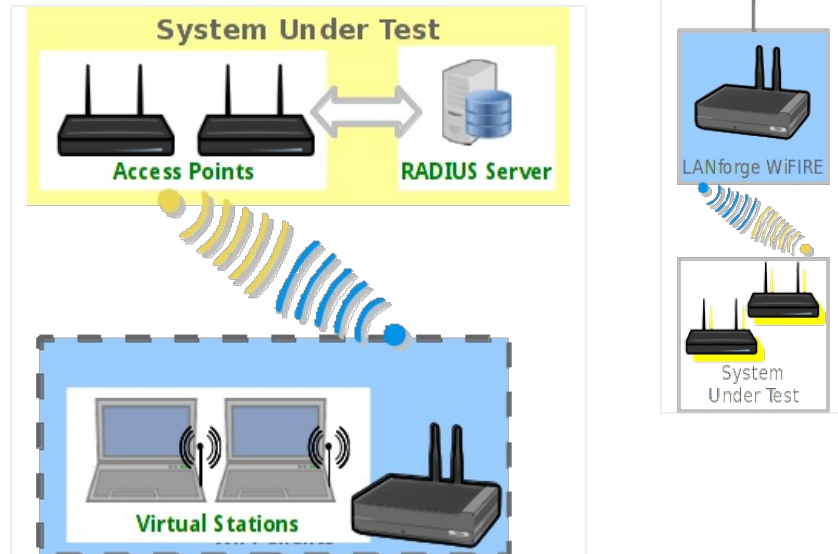 System Under Test
Access Points
RADIUS Server
Virtual Stations
LANforge WiFIRE
System
Under Test